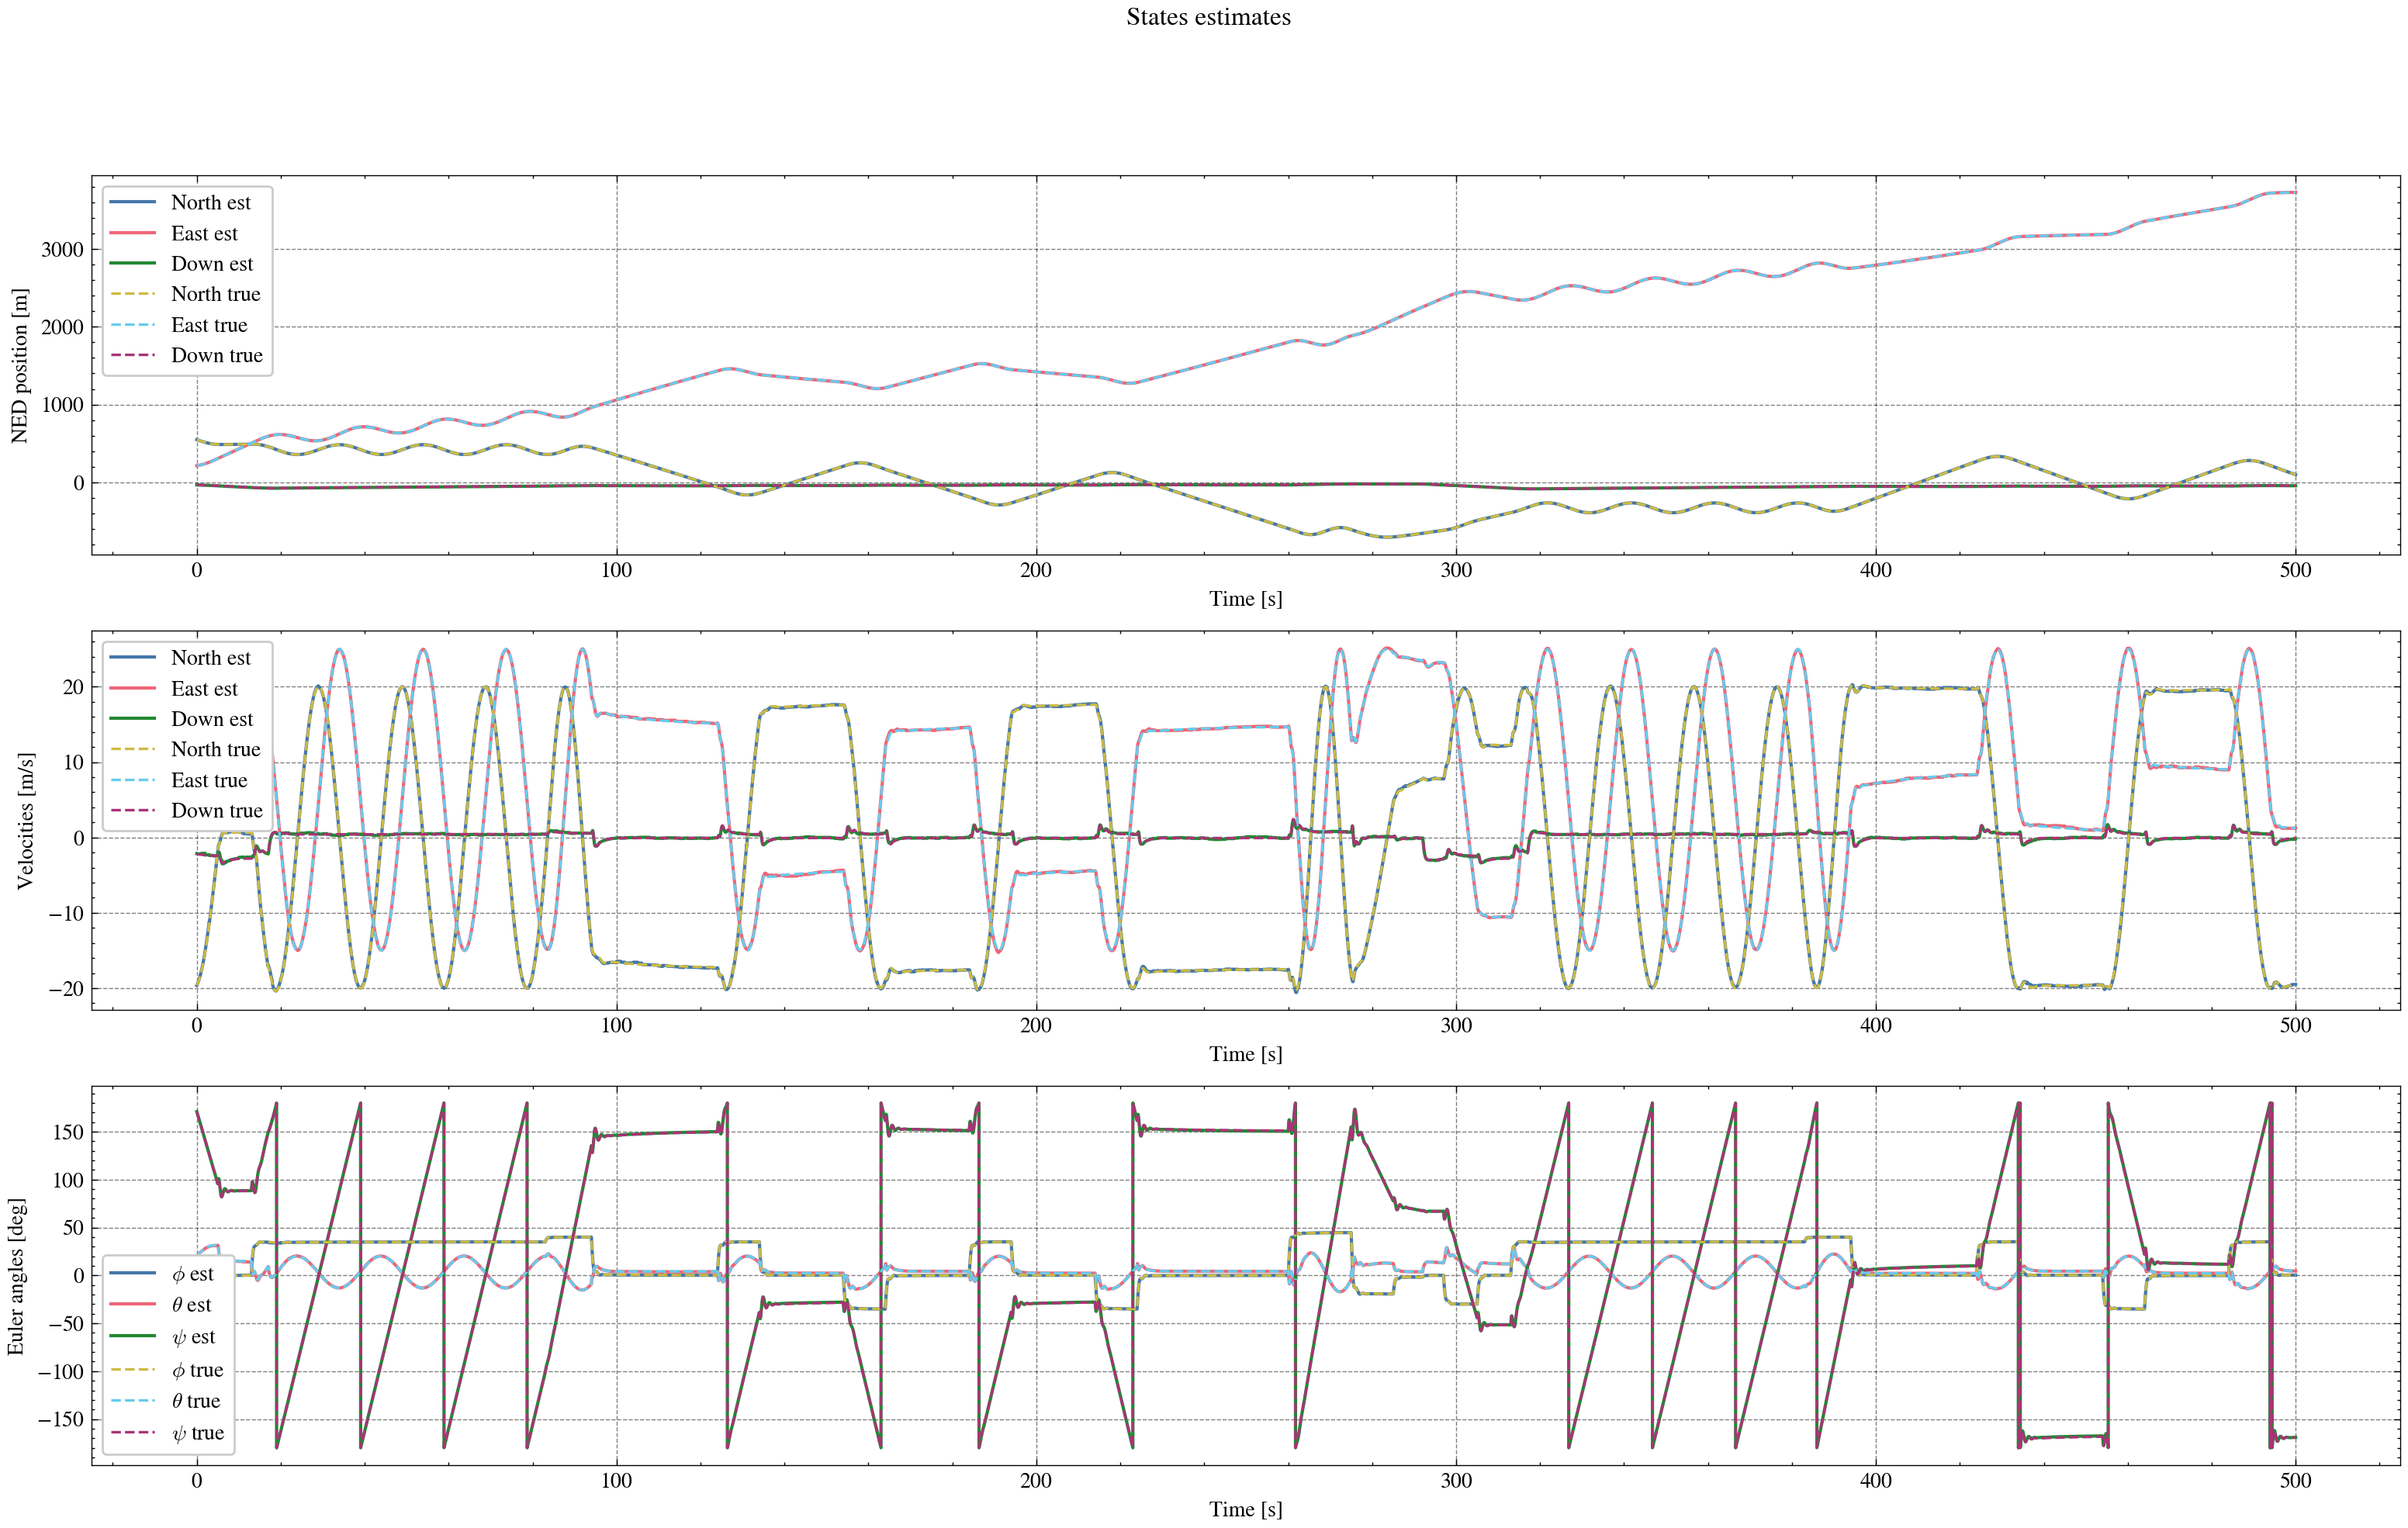 States estimates
NED position [m]
3000
2000
1000
0
North est
East est
Down est
North true
East true
Down true
0
100
200
300
400
500
Time [s]
Velocities [m/s]
20
10
0
−10
−20
North est
East est
Down est
North true
East true
Down true
0
100
200
300
400
500
Time [s]
Euler angles [deg]
150
100
50
0
−50
−100
−150
ϕ est
θ est
ψ est
ϕ true
θ true
ψ true
0
100
200
300
400
500
Time [s]